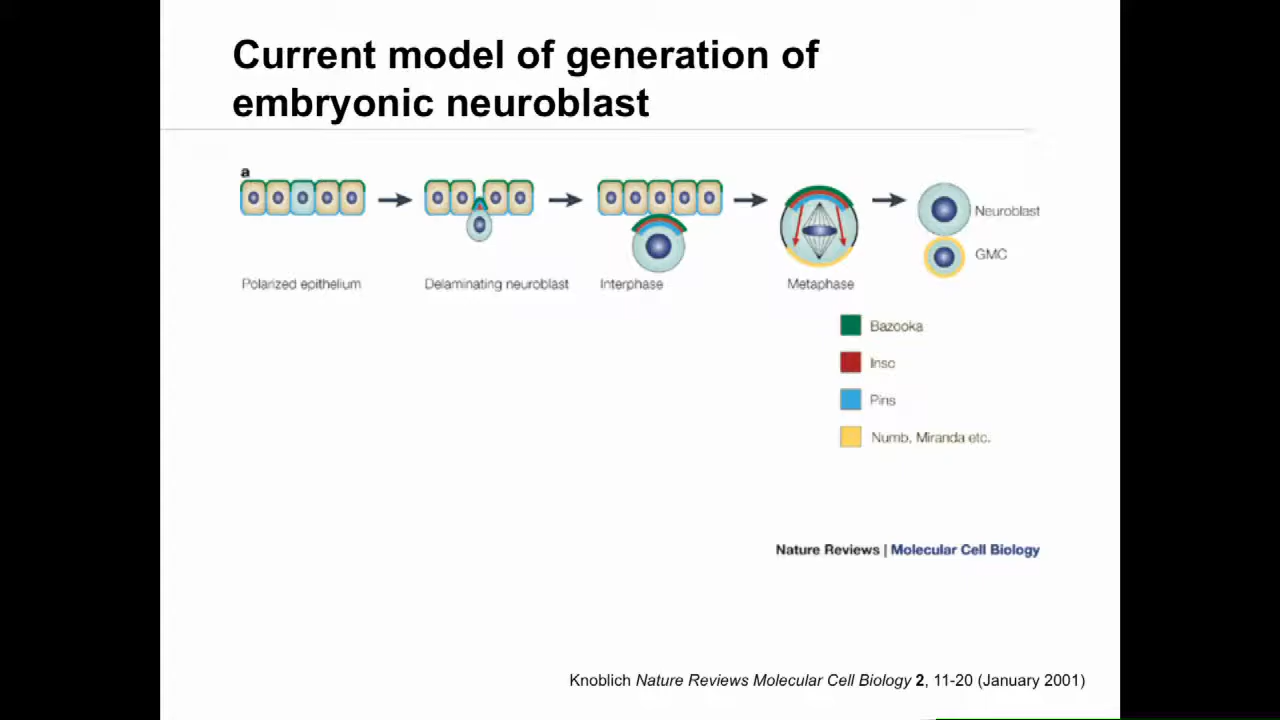 Current model of generation of
embryonic neuroblast
a
Polarized epithelium
Delaminating neuroblast
Interphase
Metaphase
Neuroblast
GMC
Bazooka
Insc
Pins
Numb, Miranda etc.
Nature Reviews | Molecular Cell Biology
Knoblich Nature Reviews Molecular Cell Biology 2, 11-20 (January 2001)